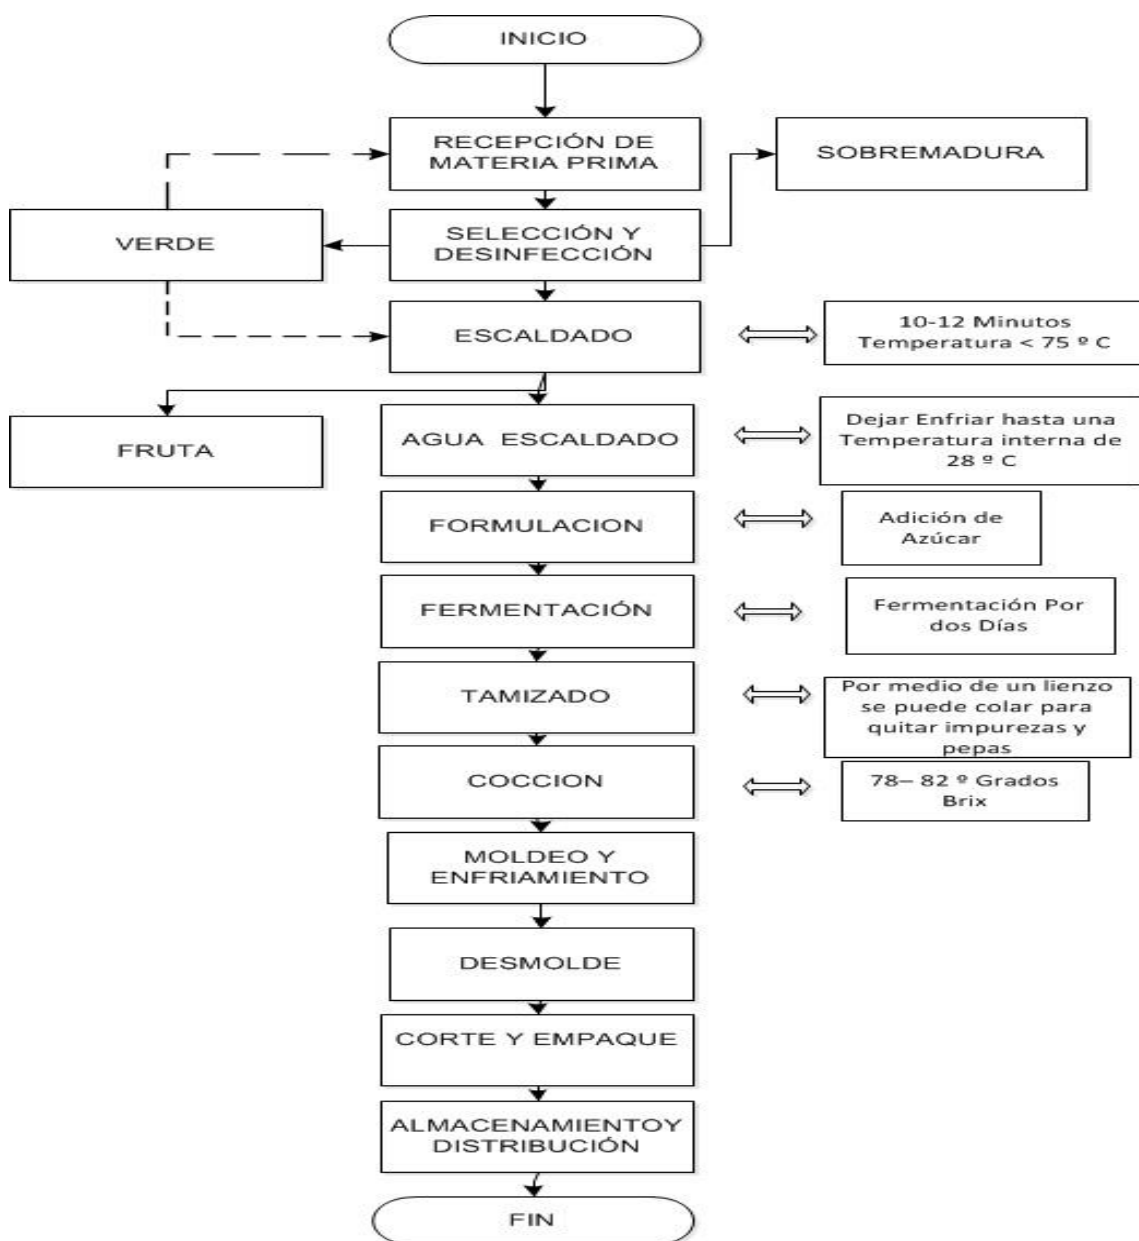 INICIO
RECEPCIÓN DE
MATERIA PRIMA
SOBREMADURA
VERDE
SELECCIÓN Y
DESINFECCIÓN
ESCALDADO
10-12 Minutos
Temperatura < 75 º C
FRUTA
AGUA ESCALDADO
Dejar Enfriar hasta una
Temperatura interna de
28 º C
FORMULACION
Adición de
Azúcar
FERMENTACIÓN
Fermentación Por
dos Días
TAMIZADO
Por medio de un lienzo
se puede colar para
quitar impurezas y
pepas
COCCION
78– 82 º Grados
Brix
MOLDEO Y
ENFRIAMIENTO
DESMOLDE
CORTE Y EMPAQUE
ALMACENAMIENTOY
DISTRIBUCIÓN
FIN